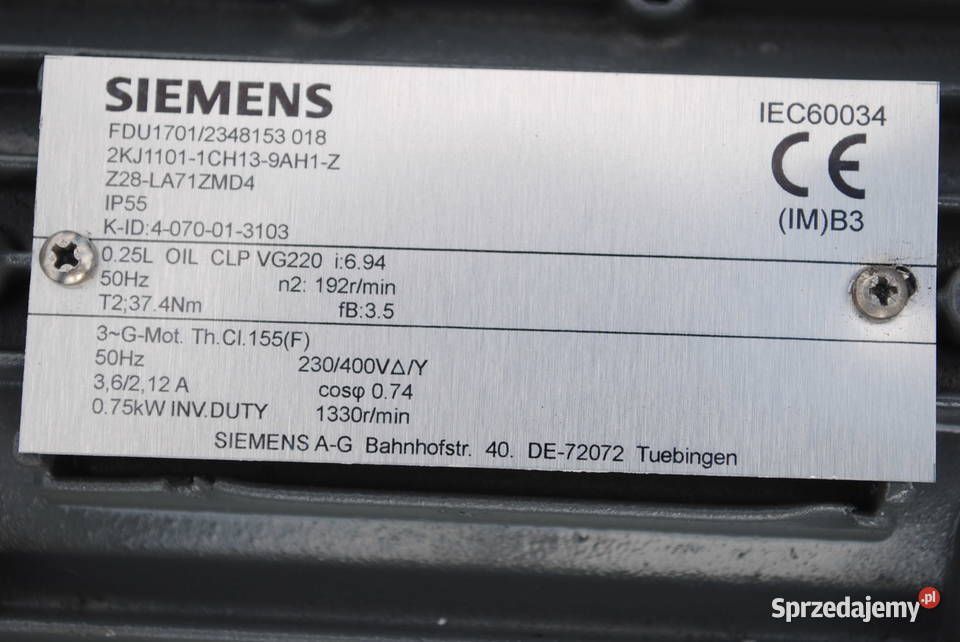 SIEMENS
FDU1701/2348153 018
2KJ1101-1CH13-9AH1-Z
Z28-LA71ZMD4
IP55
K-ID:4-070-01-3103
IEC60034
CE
(IM)B3
0.25L OIL CLP VG220 i:6.94
50Hz n2: 192r/min
T2;37.4Nm fB:3.5
3~G-Mot. Th.Cl.155(F)
50Hz 230/400V∆/Y
3,6/2,12 A cosφ 0.74
0.75kW INV.DUTY 1330r/min
SIEMENS A-G Bahnhofstr. 40. DE-72072 Tuebingen
Sprzedajemy.pl